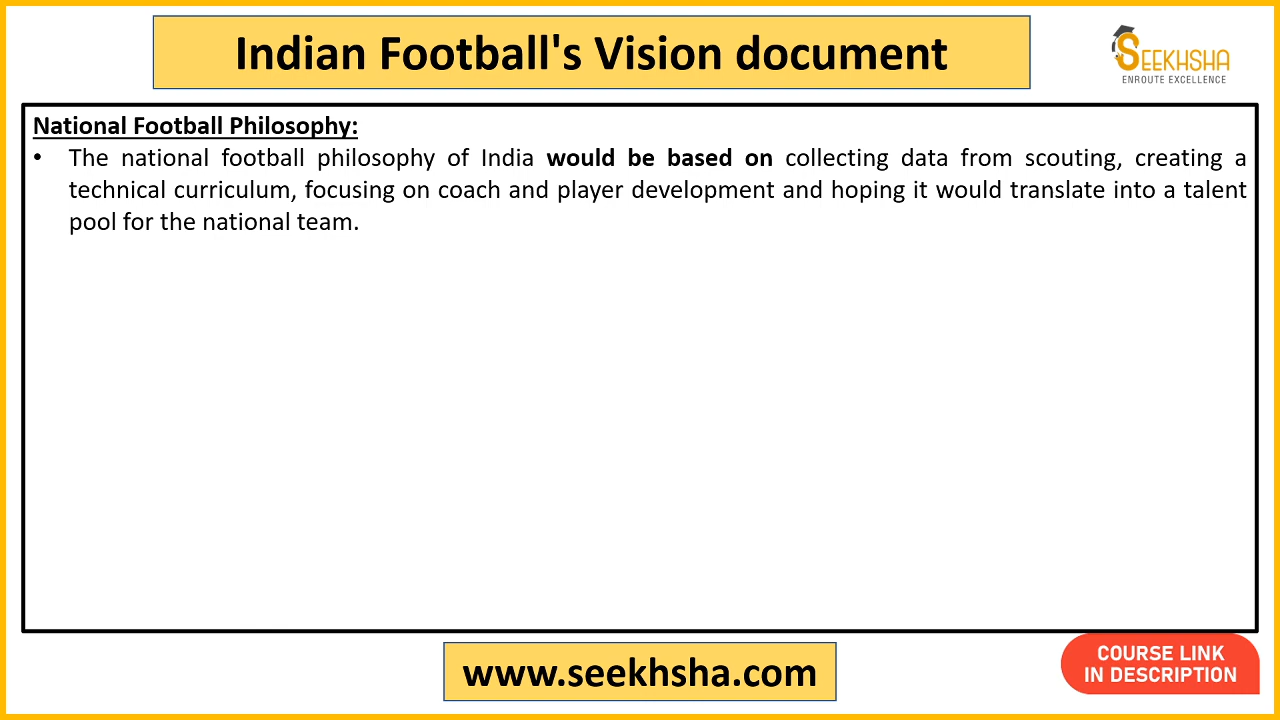 Indian Football's Vision document
SEEKHSHA
ENROUTE EXCELLENCE
National Football Philosophy:
• The national football philosophy of India would be based on collecting data from scouting, creating a
technical curriculum, focusing on coach and player development and hoping it would translate into a talent
pool for the national team.
www.seekhsha.com
COURSE LINK
IN DESCRIPTION